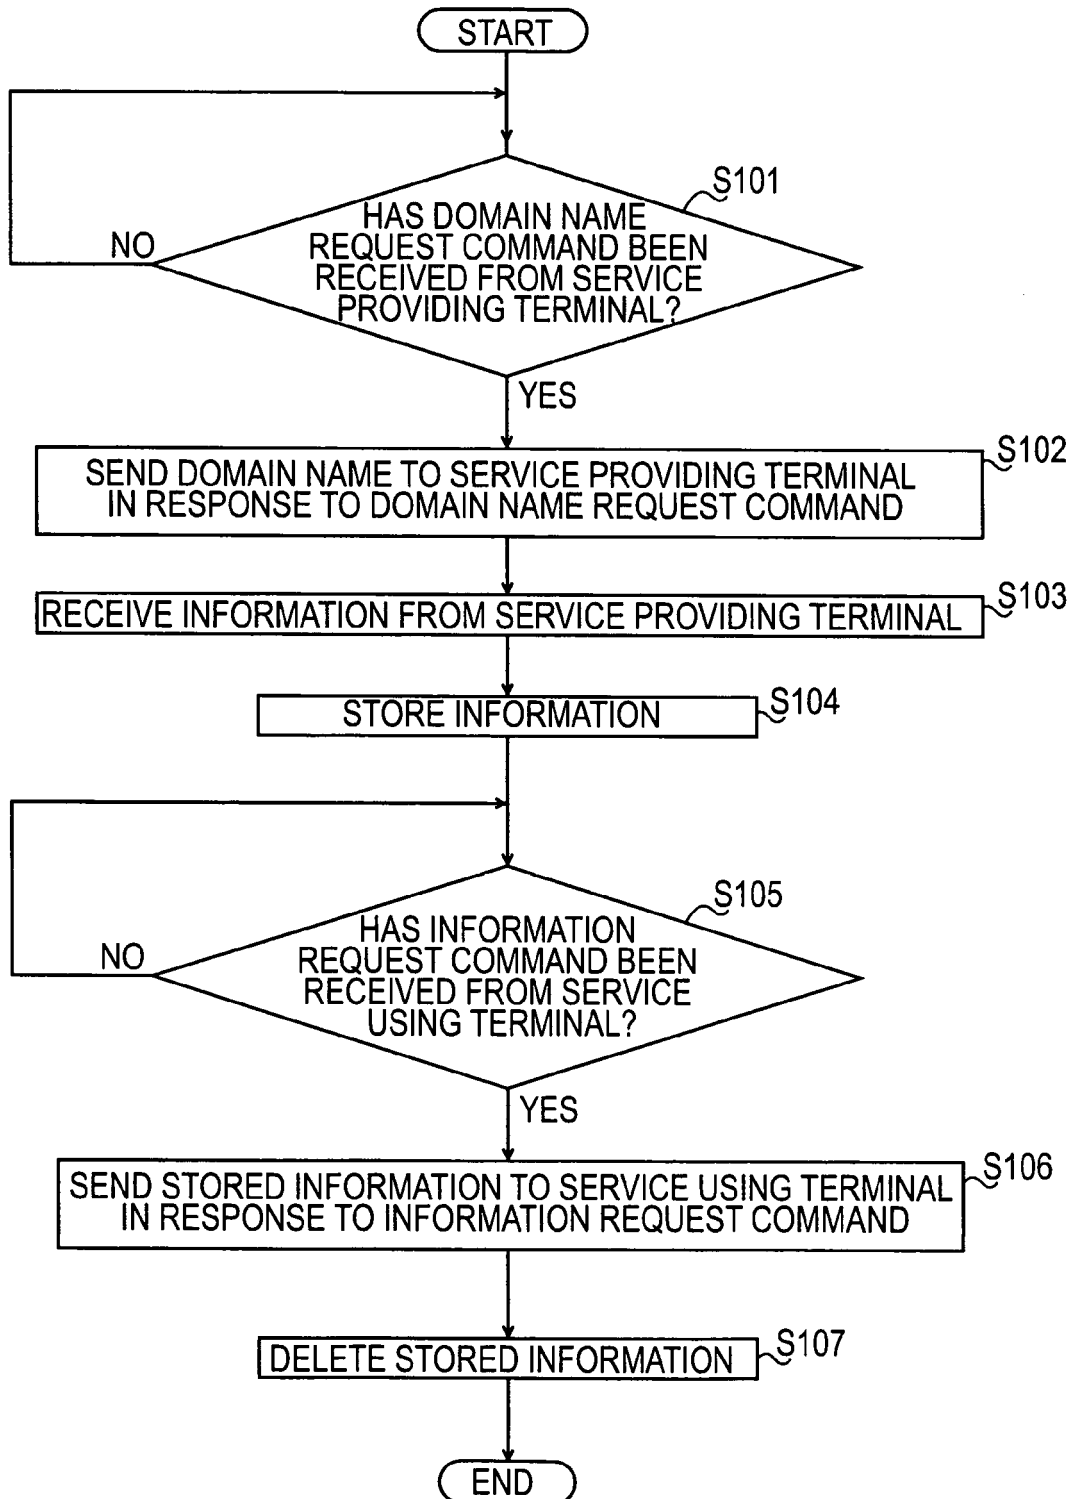 START
S101
HAS DOMAIN NAME
REQUEST COMMAND BEEN
RECEIVED FROM SERVICE
PROVIDING TERMINAL?
NO
YES
S102
SEND DOMAIN NAME TO SERVICE PROVIDING TERMINAL
IN RESPONSE TO DOMAIN NAME REQUEST COMMAND
S103
RECEIVE INFORMATION FROM SERVICE PROVIDING TERMINAL
S104
STORE INFORMATION
S105
HAS INFORMATION
REQUEST COMMAND BEEN
RECEIVED FROM SERVICE
USING TERMINAL?
NO
YES
S106
SEND STORED INFORMATION TO SERVICE USING TERMINAL
IN RESPONSE TO INFORMATION REQUEST COMMAND
S107
DELETE STORED INFORMATION
END